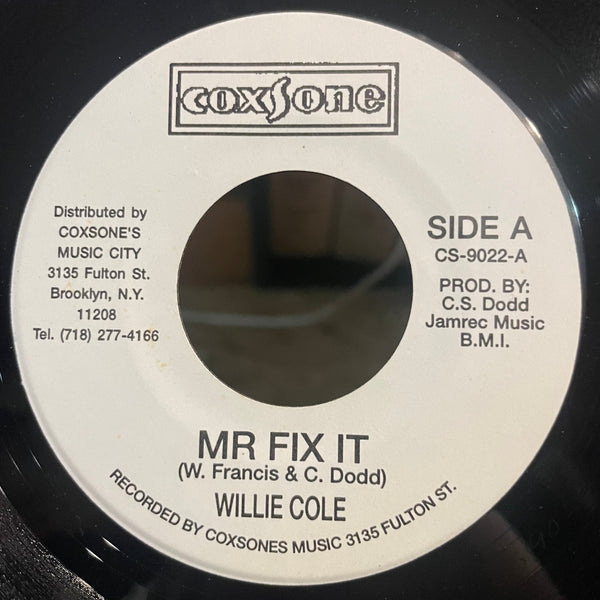 coxsone
Distributed by
COXSONE'S
MUSIC CITY
3135 Fulton St.
Brooklyn, N.Y.
11208
Tel. (718) 277-4166
SIDE A
CS-9022-A
PROD. BY:
C.S. Dodd
Jamrec Music
B.M.I.
MR FIX IT
(W. Francis & C. Dodd)
WILLIE COLE
RECORDED BY COXSONES MUSIC 3135 FULTON ST.